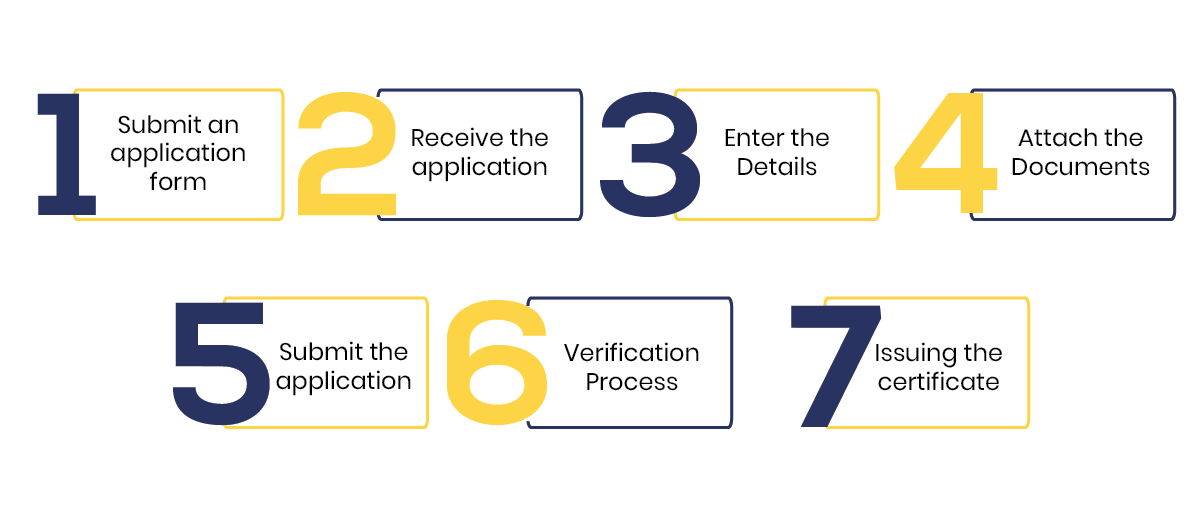 1
Submit an
application
form
2
Receive the
application
3
Enter the
Details
4
Attach the
Documents
5
Submit the
application
6
Verification
Process
7
Issuing the
certificate